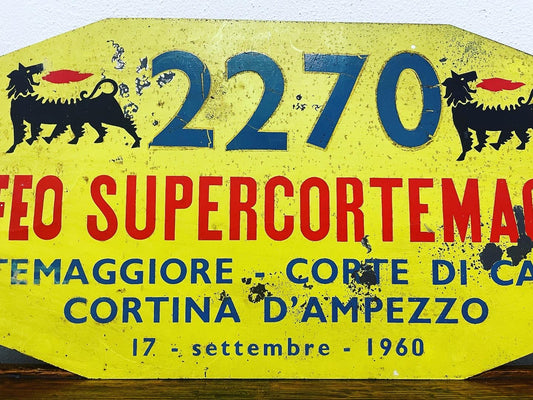 2270
FEO SUPERCORTEMAG
TEMAGGIORE - CORTE DI CA
CORTINA D'AMPEZZO
17 - settembre - 1960